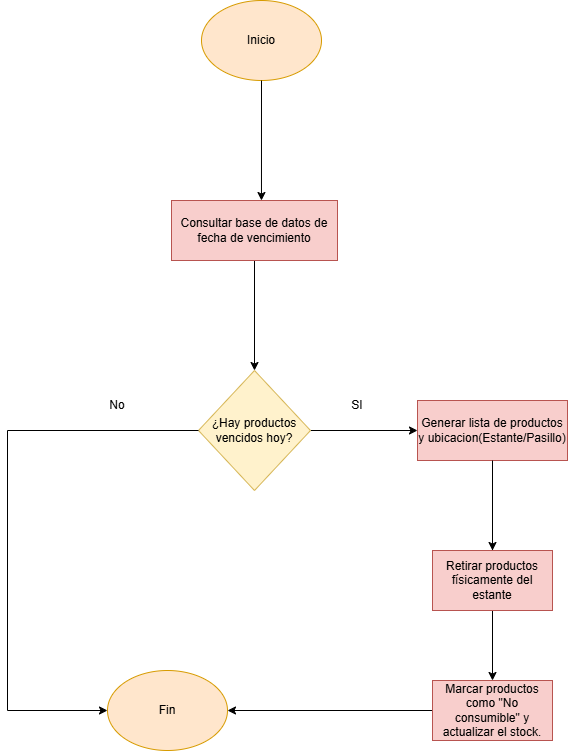 Inicio
Consultar base de datos de
fecha de vencimiento
¿Hay productos
vencidos hoy?
No
SI
Generar lista de productos
y ubicacion(Estante/Pasillo)
Retirar productos
físicamente del
estante
Marcar productos
como "No
consumible" y
actualizar el stock.
Fin